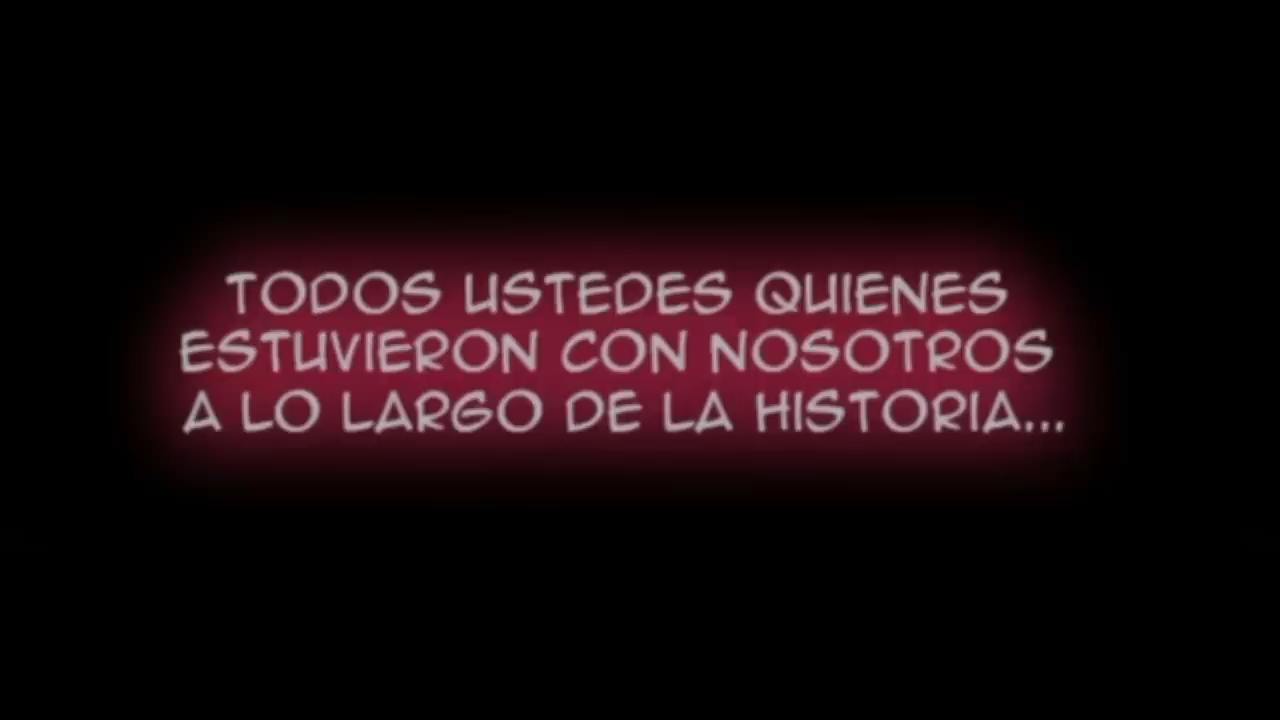 TODOS USTEDES QUIENES
ESTUVIERON CON NOSOTROS
A LO LARGO DE LA HISTORIA...